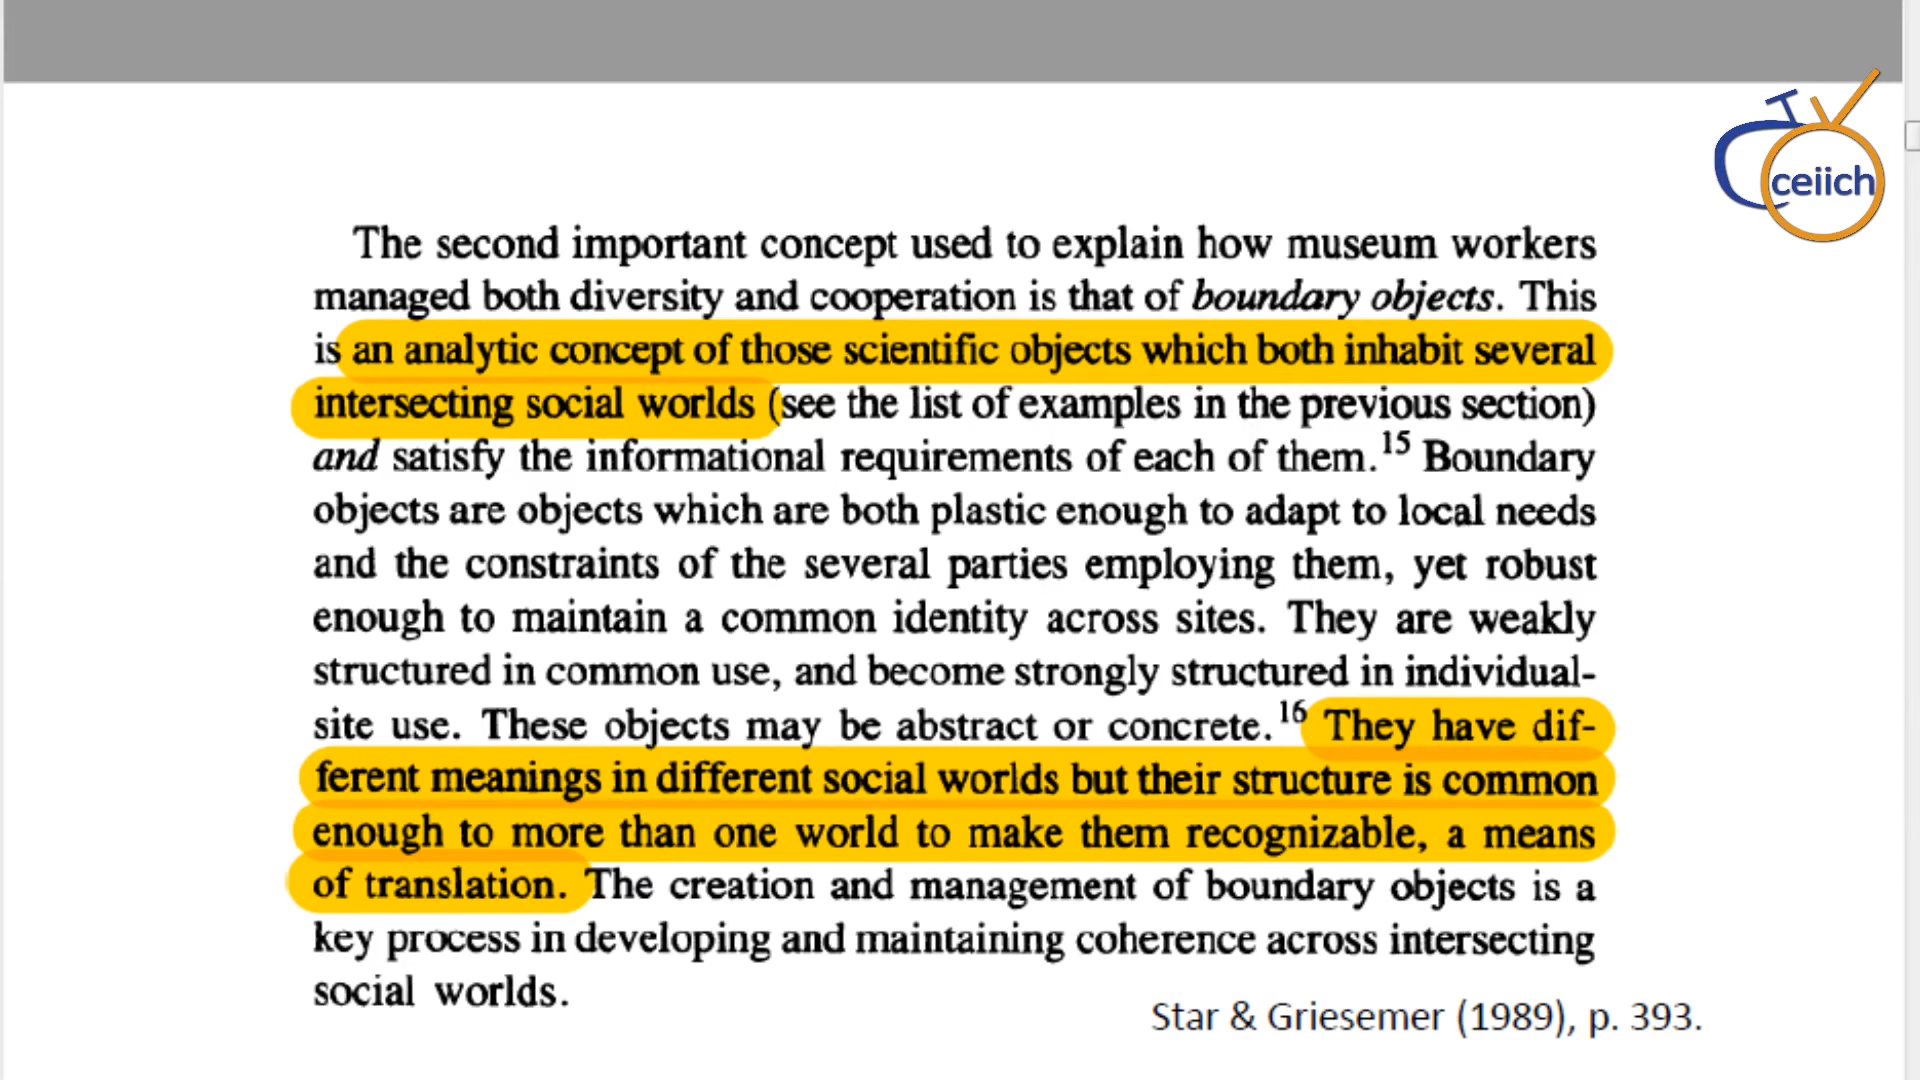 TV
ceiich
The second important concept used to explain how museum workers
managed both diversity and cooperation is that of boundary objects. This
is an analytic concept of those scientific objects which both inhabit several
intersecting social worlds (see the list of examples in the previous section)
and satisfy the informational requirements of each of them.15 Boundary
objects are objects which are both plastic enough to adapt to local needs
and the constraints of the several parties employing them, yet robust
enough to maintain a common identity across sites. They are weakly
structured in common use, and become strongly structured in individual-
site use. These objects may be abstract or concrete.16 They have dif-
ferent meanings in different social worlds but their structure is common
enough to more than one world to make them recognizable, a means
of translation. The creation and management of boundary objects is a
key process in developing and maintaining coherence across intersecting
social worlds.
Star & Griesemer (1989), p. 393.